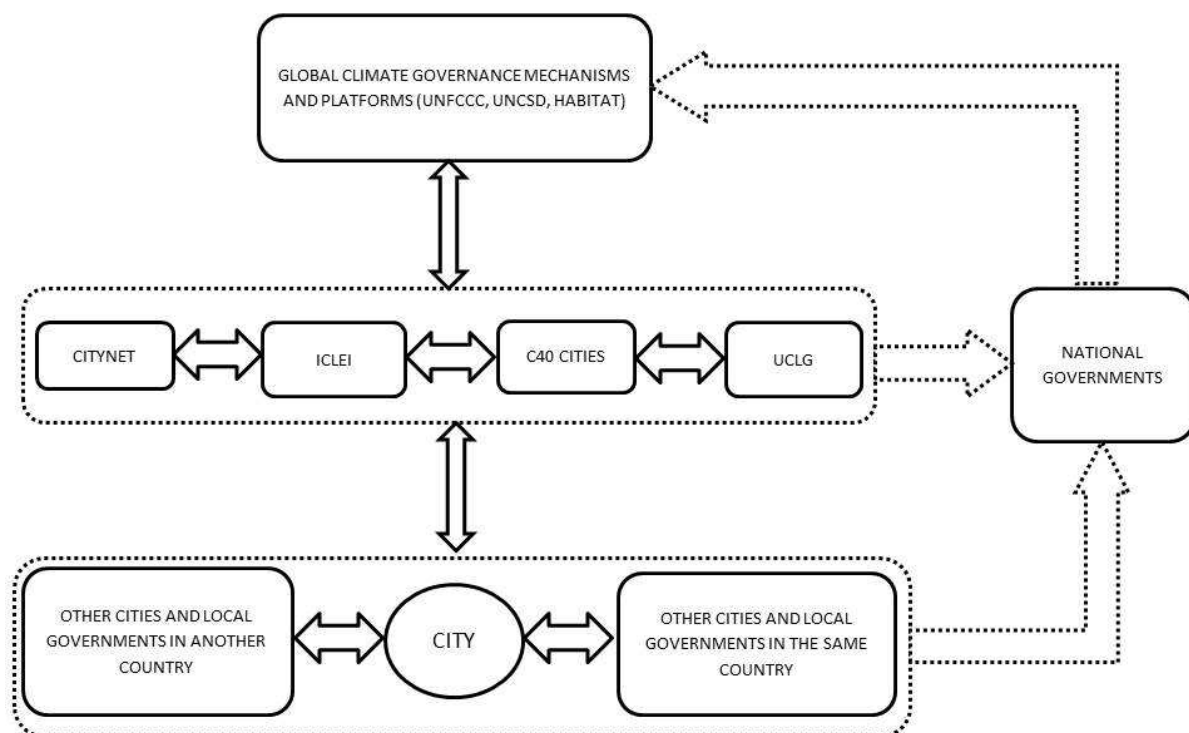 GLOBAL CLIMATE GOVERNANCE MECHANISMS
AND PLATFORMS (UNFCCC, UNCSD, HABITAT)
CITYNET
ICLEI
C40 CITIES
UCLG
NATIONAL
GOVERNMENTS
OTHER CITIES AND LOCAL
GOVERNMENTS IN ANOTHER
COUNTRY
CITY
OTHER CITIES AND LOCAL
GOVERNMENTS IN THE SAME
COUNTRY